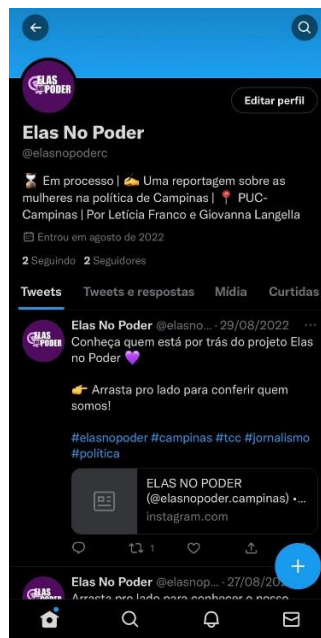 ELAS
PODER
Editar perfil
Elas No Poder
@elasnopoderc
⏳ Em processo | ✍️ Uma reportagem sobre as
mulheres na política de Campinas | 📍 PUC-
Campinas | Por Letícia Franco e Giovanna Langella
Entrou em agosto de 2022
2 Seguindo 2 Seguidores
Tweets Tweets e respostas Mídia Curtidas
ELAS
PODER
Elas No Poder @elasno... · 29/08/2022
Conheça quem está por trás do projeto Elas
no Poder 💜
👉 Arrasta pro lado para conferir quem
somos!
#elasnopoder #campinas #tcc #jornalismo
#política
ELAS NO PODER
(@elasnopoder.campinas) •...
instagram.com
1
Elas No Poder @elasnop... · 27/08/20
ELAS
Arrasta pro lado para conhecer o nosso